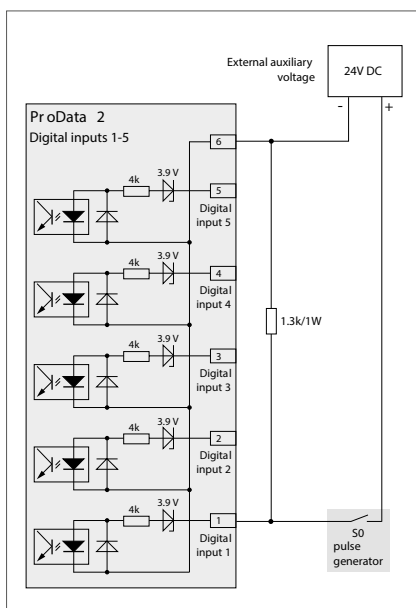 External auxiliary
voltage
24V DC
- +
ProData 2
Digital inputs 1-5
6
3.9 V
4k
5
Digital
input 5
3.9 V
4k
4
Digital
input 4
1.3k/1W
3.9 V
4k
3
Digital
input 3
3.9 V
4k
2
Digital
input 2
3.9 V
4k
1
Digital
input 1
S0
pulse
generator